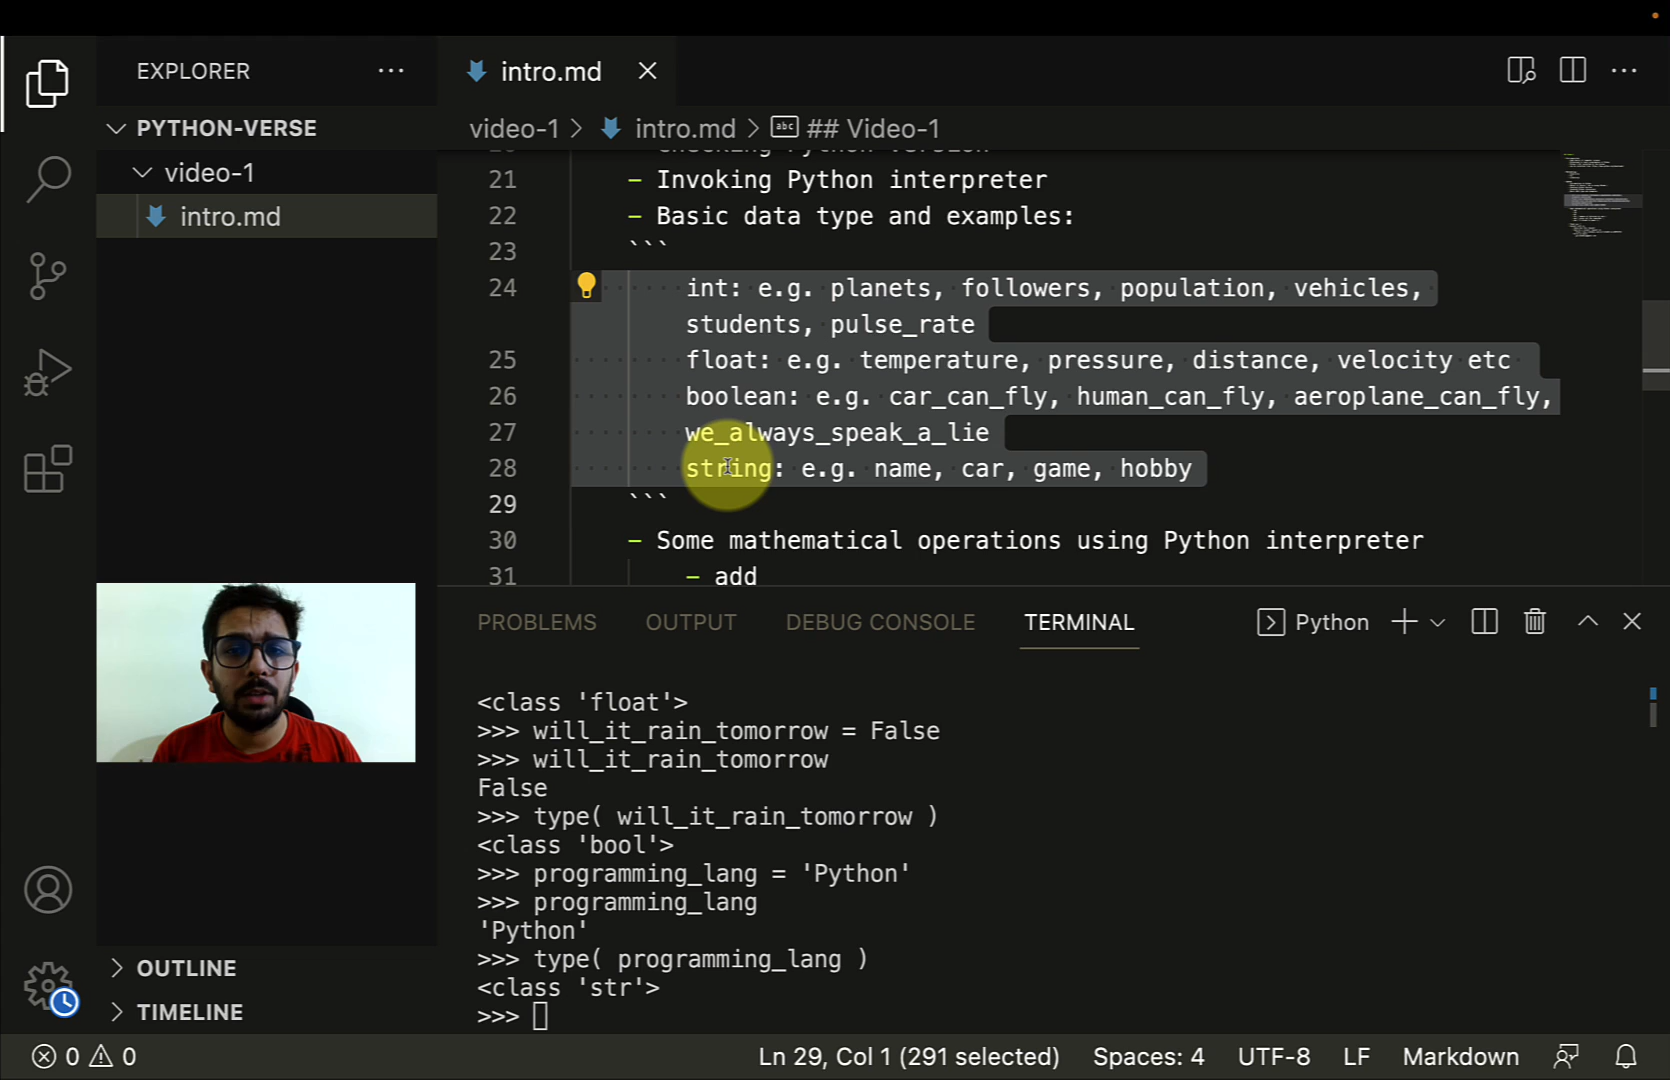 EXPLORER
intro.md
PYTHON-VERSE
video-1
intro.md
video-1 > intro.md > abc ## Video-1
21 - Invoking Python interpreter
22 - Basic data type and examples:
23 ```
24 int: e.g. planets, followers, population, vehicles,
students, pulse_rate
25 float: e.g. temperature, pressure, distance, velocity etc
26 boolean: e.g. car_can_fly, human_can_fly, aeroplane_can_fly,
27 we_always_speak_a_lie
28 string: e.g. name, car, game, hobby
29 ```
30 - Some mathematical operations using Python interpreter
31 - add
PROBLEMS OUTPUT DEBUG CONSOLE TERMINAL Python
<class 'float'>
>>> will_it_rain_tomorrow = False
>>> will_it_rain_tomorrow
False
>>> type( will_it_rain_tomorrow )
<class 'bool'>
>>> programming_lang = 'Python'
>>> programming_lang
'Python'
>>> type( programming_lang )
<class 'str'>
>>>
OUTLINE
TIMELINE
0 0 Ln 29, Col 1 (291 selected) Spaces: 4 UTF-8 LF Markdown